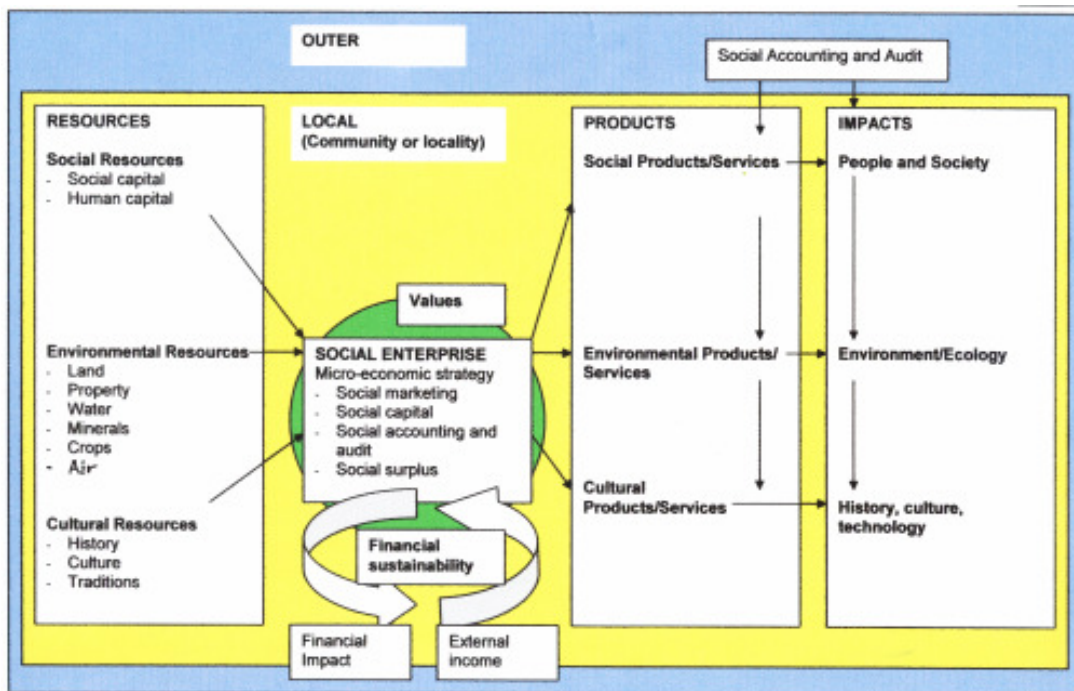 OUTER
Social Accounting and Audit
RESOURCES
Social Resources
- Social capital
- Human capital
Environmental Resources
- Land
- Property
- Water
- Minerals
- Crops
- Air
Cultural Resources
- History
- Culture
- Traditions
LOCAL
(Community or locality)
Values
SOCIAL ENTERPRISE
Micro-economic strategy
- Social marketing
- Social capital
- Social accounting and
audit
- Social surplus
Financial
sustainability
Financial
Impact
External
income
PRODUCTS
Social Products/Services
Environmental Products/
Services
Cultural
Products/Services
IMPACTS
People and Society
Environment/Ecology
History, culture,
technology